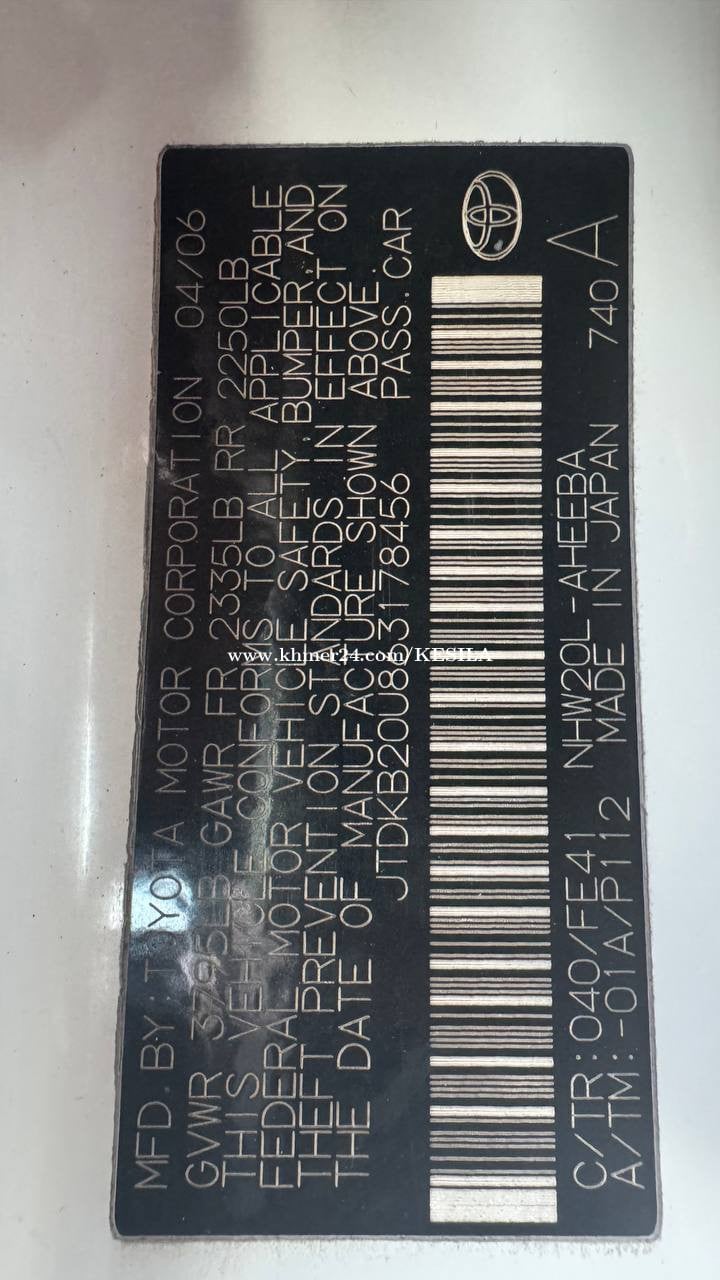 MFD. BY: TOYOTA MOTOR CORPORATION 04/06
GVWR 3795LB GAWR FR 2335LB RR 2250LB
THIS VEHICLE CONFORMS TO ALL APPLICABLE
FEDERAL MOTOR VEHICLE SAFETY, BUMPER, AND
THEFT PREVENTION STANDARDS IN EFFECT ON
THE DATE OF MANUFACTURE SHOWN ABOVE.
JTDKB20U883178456 PASS. CAR
C/TR: 040/FE41 NHW20L-AHEEBA
A/TM: -01A/P112 MADE IN JAPAN 740 A
www.khmer24.com/KESILA